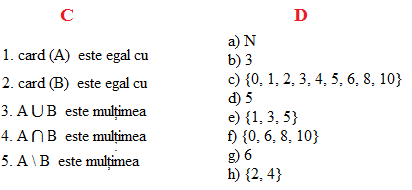 C
1. card (A) este egal cu
2. card (B) este egal cu
3. A ⋃ B este mulțimea
4. A ⋂ B este mulțimea
5. A \ B este mulțimea
D
a) N
b) 3
c) {0, 1, 2, 3, 4, 5, 6, 8, 10}
d) 5
e) {1, 3, 5}
f) {0, 6, 8, 10}
g) 6
h) {2, 4}